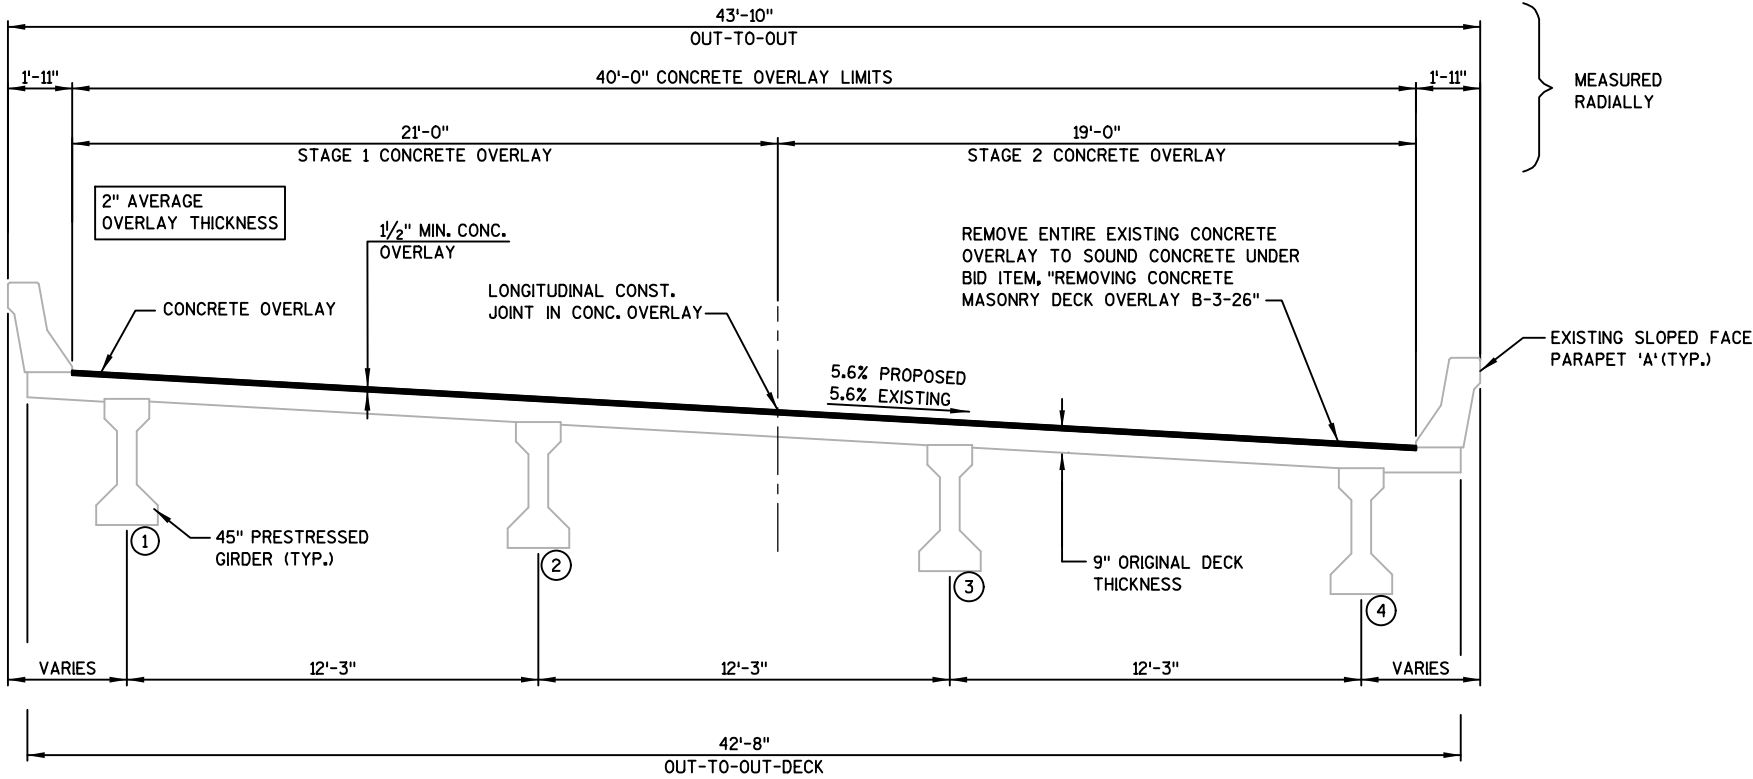 43'-10"
OUT-TO-OUT
1'-11"
40'-0" CONCRETE OVERLAY LIMITS
1'-11"
MEASURED
RADIALLY
21'-0"
STAGE 1 CONCRETE OVERLAY
19'-0"
STAGE 2 CONCRETE OVERLAY
2" AVERAGE
OVERLAY THICKNESS
1 1/2" MIN. CONC.
OVERLAY
REMOVE ENTIRE EXISTING CONCRETE
OVERLAY TO SOUND CONCRETE UNDER
BID ITEM, "REMOVING CONCRETE
MASONRY DECK OVERLAY B-3-26"
CONCRETE OVERLAY
LONGITUDINAL CONST.
JOINT IN CONC. OVERLAY
EXISTING SLOPED FACE
PARAPET 'A' (TYP.)
5.6% PROPOSED
5.6% EXISTING
45" PRESTRESSED
GIRDER (TYP.)
1
2
3
4
9" ORIGINAL DECK
THICKNESS
VARIES
12'-3"
12'-3"
12'-3"
VARIES
42'-8"
OUT-TO-OUT-DECK